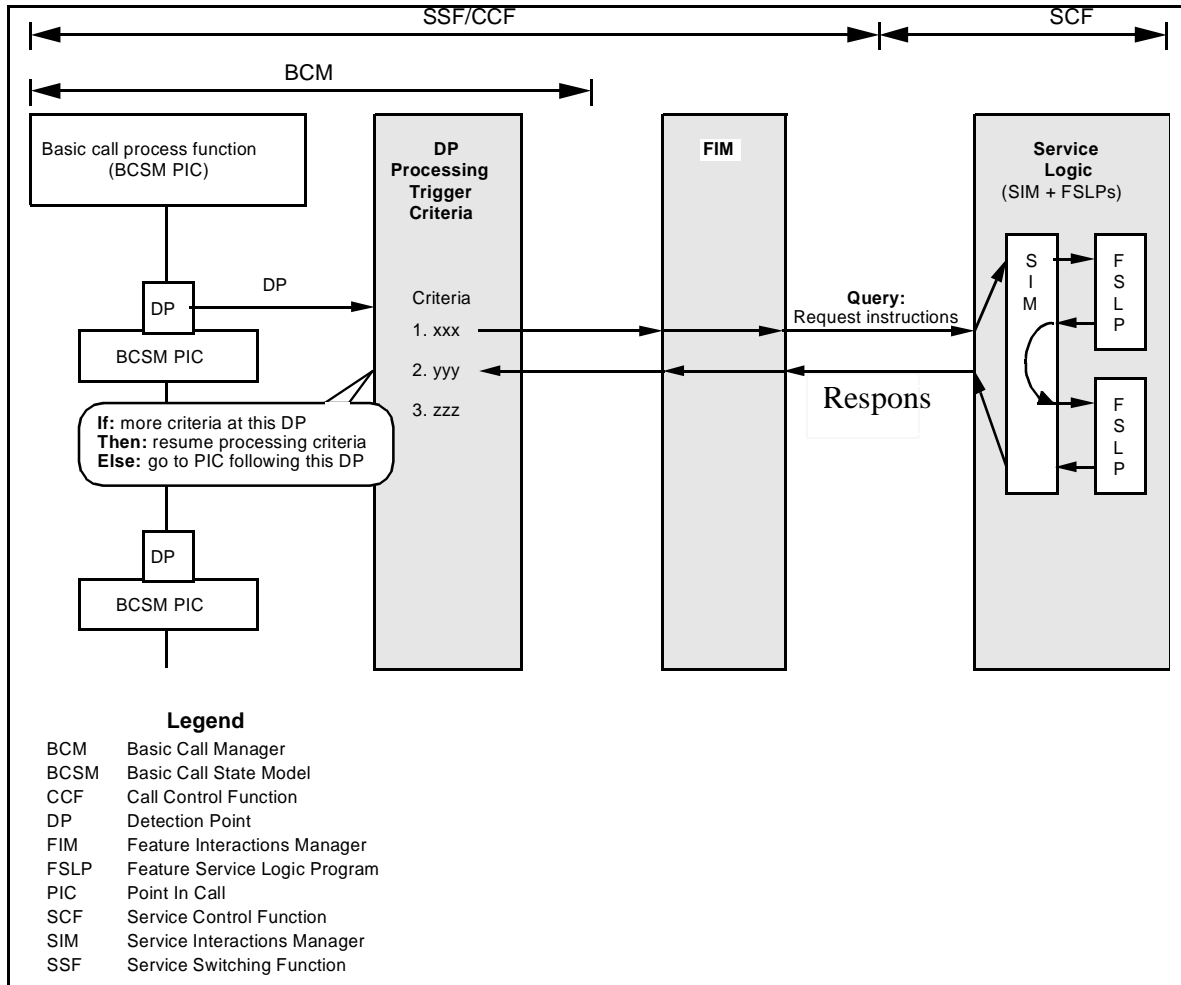 SSF/CCF
SCF
BCM
Basic call process function
(BCSM PIC)
DP
Processing
Trigger
Criteria
FIM
Service
Logic
(SIM + FSLPs)
DP
DP
Criteria
1. xxx
2. yyy
3. zzz
Query:
Request instructions
Respons
S
I
M
F
S
L
P
F
S
L
P
BCSM PIC
If: more criteria at this DP
Then: resume processing criteria
Else: go to PIC following this DP
DP
BCSM PIC
Legend
BCM Basic Call Manager
BCSM Basic Call State Model
CCF Call Control Function
DP Detection Point
FIM Feature Interactions Manager
FSLP Feature Service Logic Program
PIC Point In Call
SCF Service Control Function
SIM Service Interactions Manager
SSF Service Switching Function